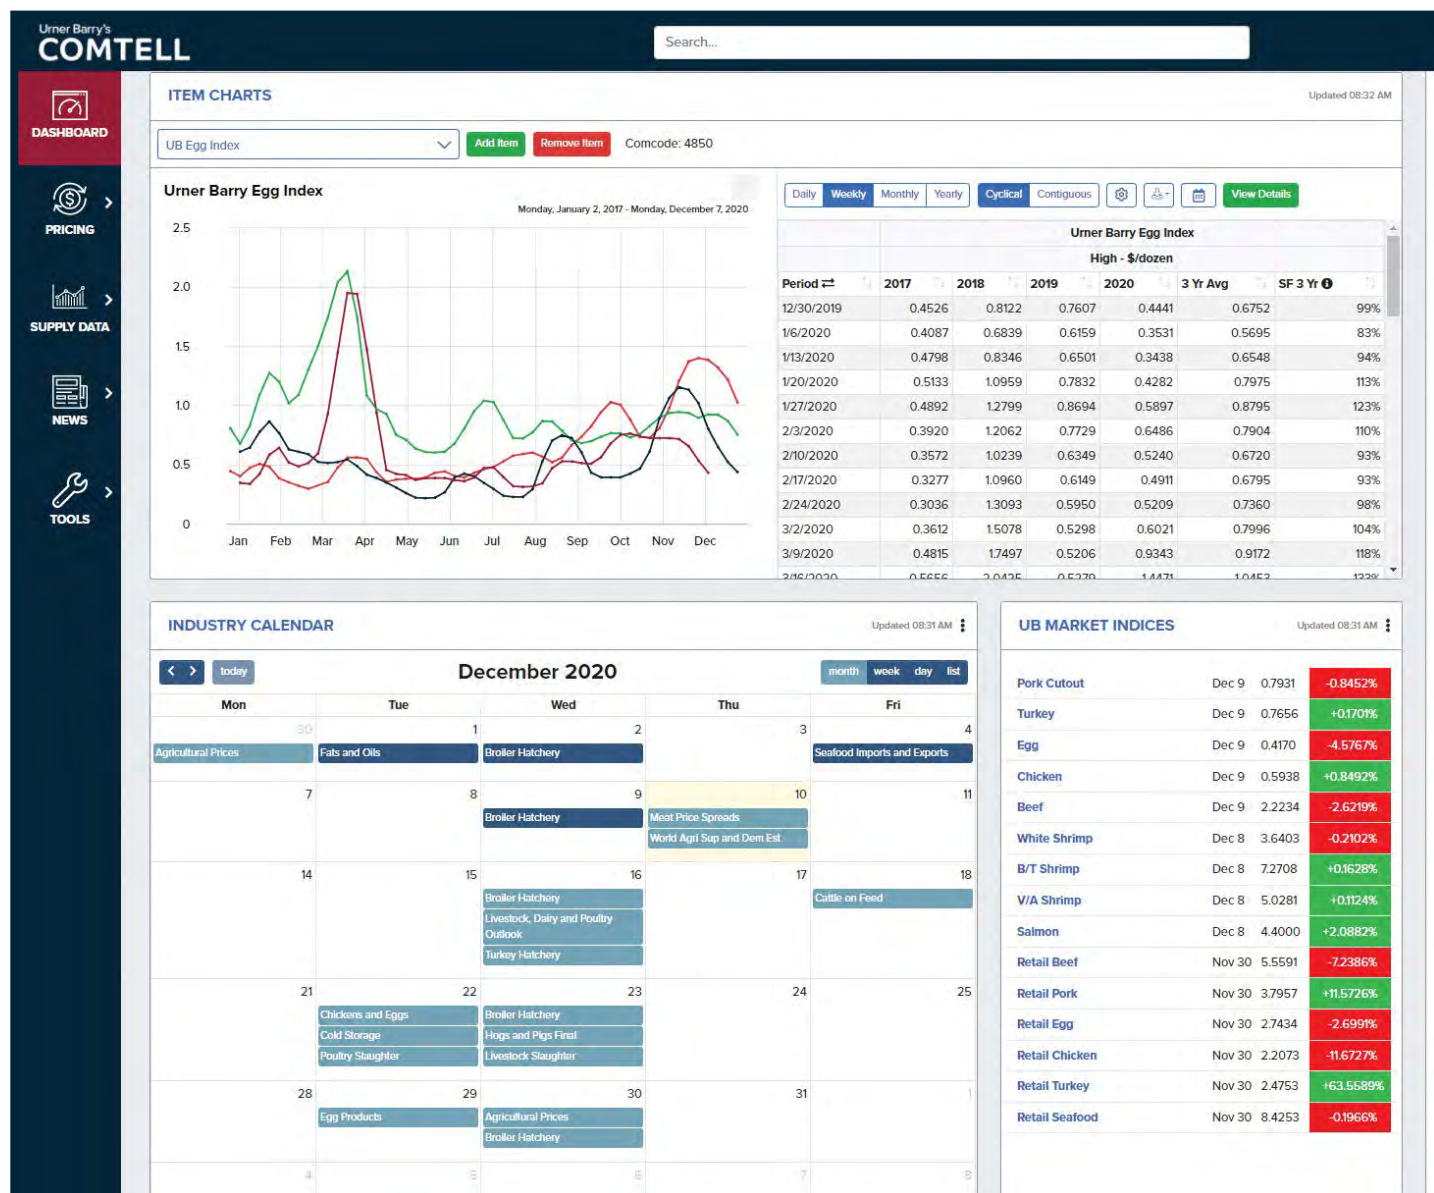 Urner Barry's
COMTELL
Search...
DASHBOARD
PRICING
SUPPLY DATA
NEWS
TOOLS
ITEM CHARTS
Updated 08:32 AM
UB Egg Index
Add Item
Remove Item
Comcode: 4850
Urner Barry Egg Index
Monday, January 2, 2017 - Monday, December 7, 2020
2.5
2.0
1.5
1.0
0.5
0
Jan Feb Mar Apr May Jun Jul Aug Sep Oct Nov Dec
Daily Weekly Monthly Yearly Cyclical Contiguous View Details
Urner Barry Egg Index
High - $/dozen
Period 2017 2018 2019 2020 3 Yr Avg SF 3 Yr
12/30/2019 0.4526 0.8122 0.7607 0.4441 0.6752 99%
1/6/2020 0.4087 0.6839 0.6159 0.3531 0.5695 83%
1/13/2020 0.4798 0.8346 0.6501 0.3438 0.6548 94%
1/20/2020 0.5133 1.0959 0.7832 0.4282 0.7975 113%
1/27/2020 0.4892 1.2799 0.8694 0.5897 0.8795 123%
2/3/2020 0.3920 1.2062 0.7729 0.6486 0.7904 110%
2/10/2020 0.3572 1.0239 0.6349 0.5240 0.6720 93%
2/17/2020 0.3277 1.0960 0.6149 0.4911 0.6795 93%
2/24/2020 0.3036 1.3093 0.5950 0.5209 0.7360 98%
3/2/2020 0.3612 1.5078 0.5298 0.6021 0.7996 104%
3/9/2020 0.4815 1.7497 0.5206 0.9343 0.9172 118%
3/16/2020 0.5656 2.0425 0.5279 1.4471 1.0453 133%
INDUSTRY CALENDAR
Updated 08:31 AM
today
December 2020
month week day list
Mon Tue Wed Thu Fri
30 1 2 3 4
Agricultural Prices Fats and Oils Broiler Hatchery Seafood Imports and Exports
7 8 9 10 11
Broiler Hatchery Meat Price Spreads
World Agri Sup and Dem Est
14 15 16 17 18
Broiler Hatchery Cattle on Feed
Livestock, Dairy and Poultry
Outlook
Turkey Hatchery
21 22 23 24 25
Chickens and Eggs Broiler Hatchery
Cold Storage Hogs and Pigs Final
Poultry Slaughter Livestock Slaughter
28 29 30 31 1
Egg Products Agricultural Prices
Broiler Hatchery
4 5 6 7 8
UB MARKET INDICES
Updated 08:31 AM
Pork Cutout Dec 9 0.7931 -0.8452%
Turkey Dec 9 0.7656 +0.1701%
Egg Dec 9 0.4170 -4.5767%
Chicken Dec 9 0.5938 +0.8492%
Beef Dec 9 2.2234 -2.6219%
White Shrimp Dec 8 3.6403 -0.2102%
B/T Shrimp Dec 8 7.2708 +0.1628%
V/A Shrimp Dec 8 5.0281 +0.1124%
Salmon Dec 8 4.4000 +2.0882%
Retail Beef Nov 30 5.5591 -7.2386%
Retail Pork Nov 30 3.7957 +11.5726%
Retail Egg Nov 30 2.7434 -2.6991%
Retail Chicken Nov 30 2.2073 -11.6727%
Retail Turkey Nov 30 2.4753 +63.5589%
Retail Seafood Nov 30 8.4253 -0.1966%